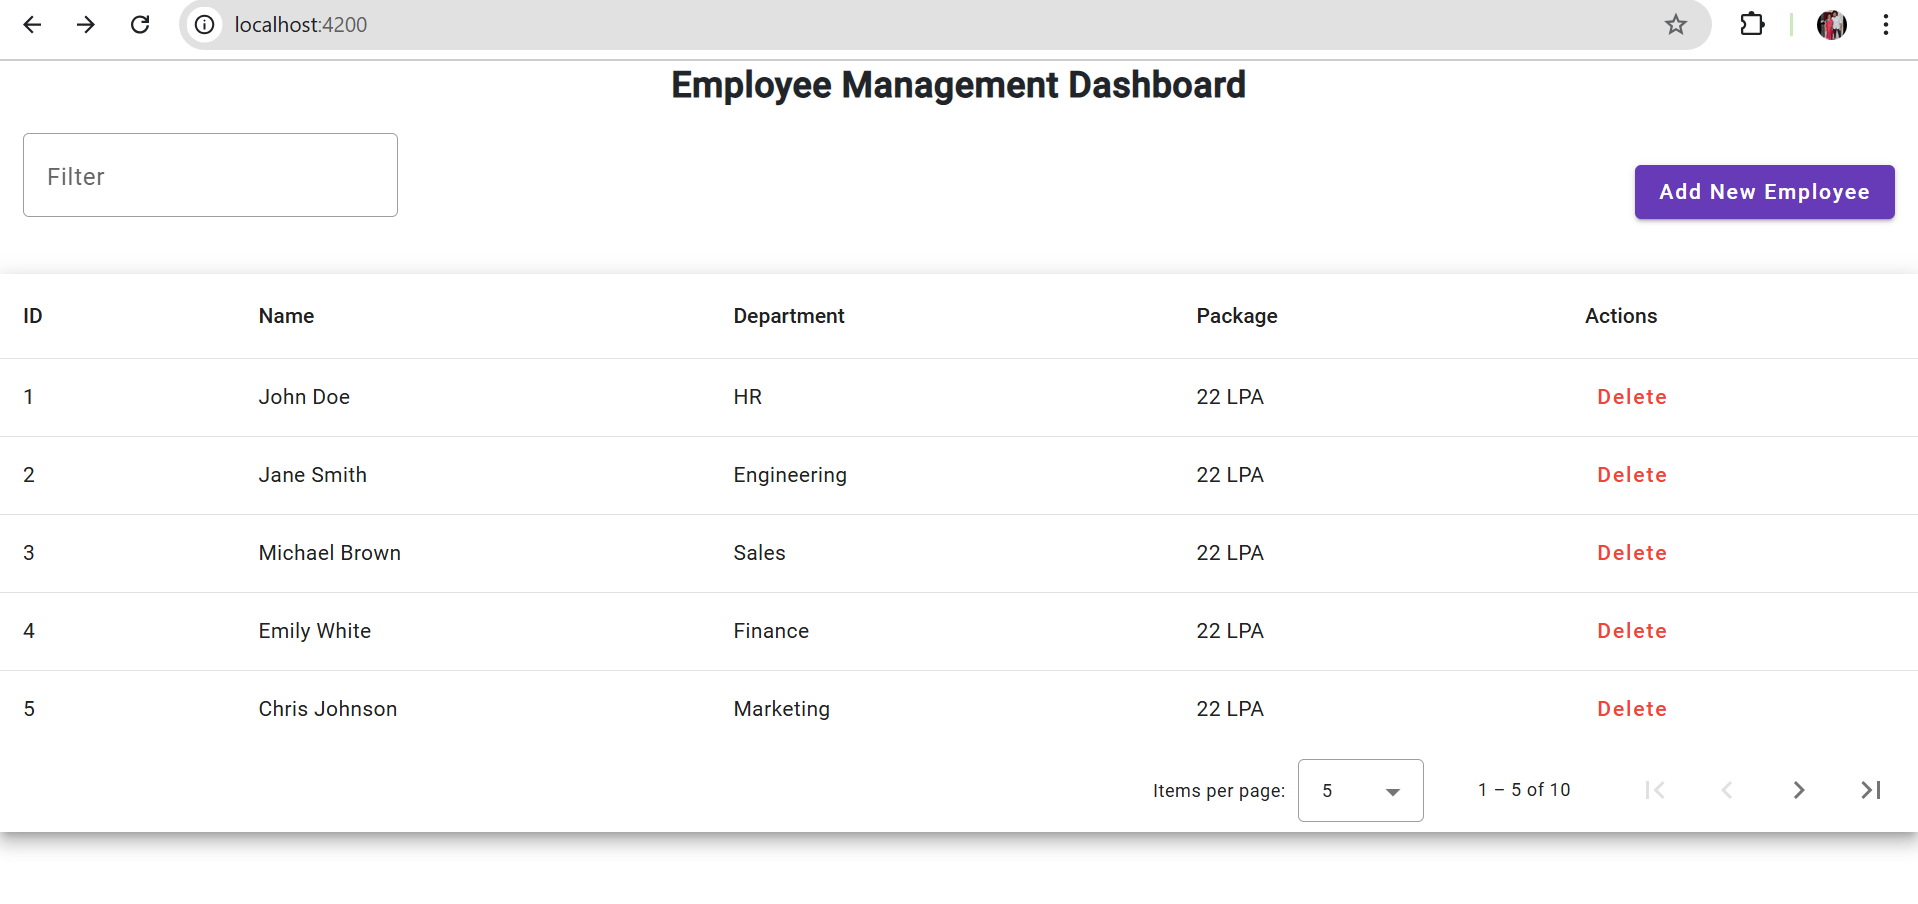 localhost:4200
Employee Management Dashboard
Filter
Add New Employee
ID Name Department Package Actions
1 John Doe HR 22 LPA Delete
2 Jane Smith Engineering 22 LPA Delete
3 Michael Brown Sales 22 LPA Delete
4 Emily White Finance 22 LPA Delete
5 Chris Johnson Marketing 22 LPA Delete
Items per page: 5 1 – 5 of 10